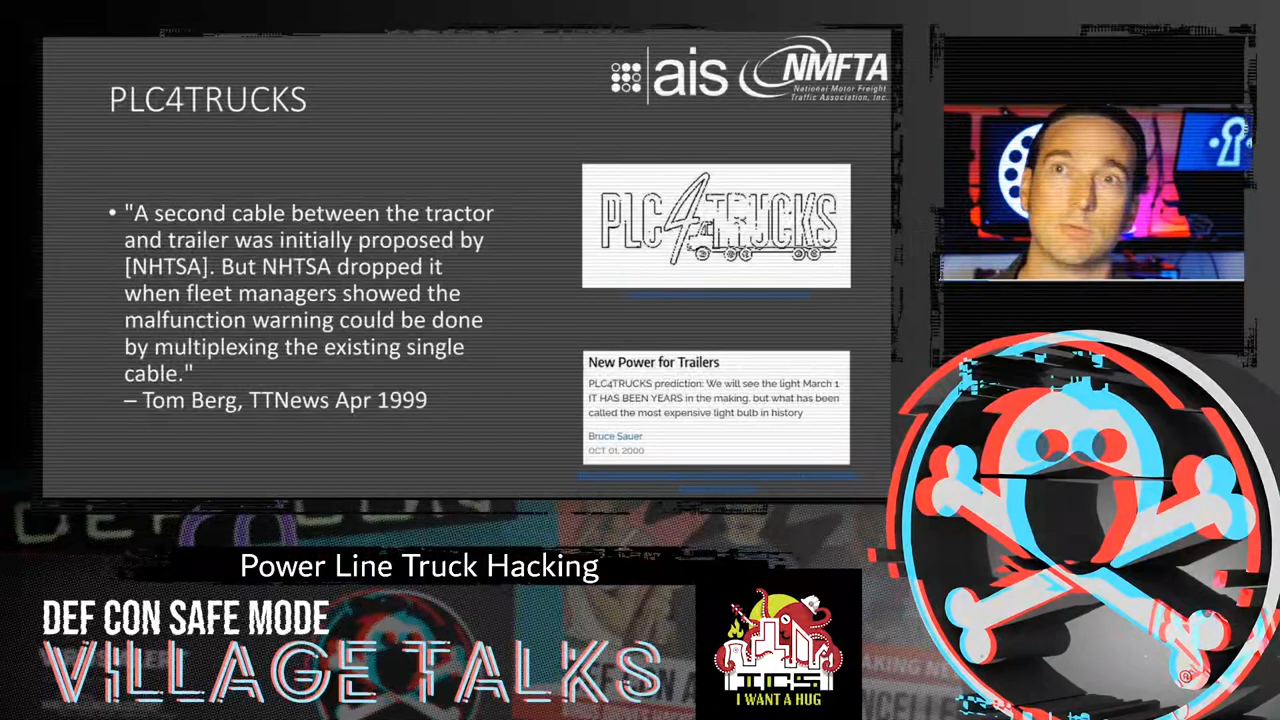 PLC4TRUCKS
ais
NMFTA
National Motor Freight
Traffic Association, Inc.
• "A second cable between the tractor
and trailer was initially proposed by
[NHTSA]. But NHTSA dropped it
when fleet managers showed the
malfunction warning could be done
by multiplexing the existing single
cable."
– Tom Berg, TTNews Apr 1999
PLC4TRUCKS
New Power for Trailers
PLC4TRUCKS prediction: We will see the light March 1
IT HAS BEEN YEARS in the making, but what has been
called the most expensive light bulb in history
Bruce Sauer
OCT 01, 2000
DEF CON
Power Line Truck Hacking
DEF CON SAFE MODE
VILLAGE TALKS
ICS
I WANT A HUG